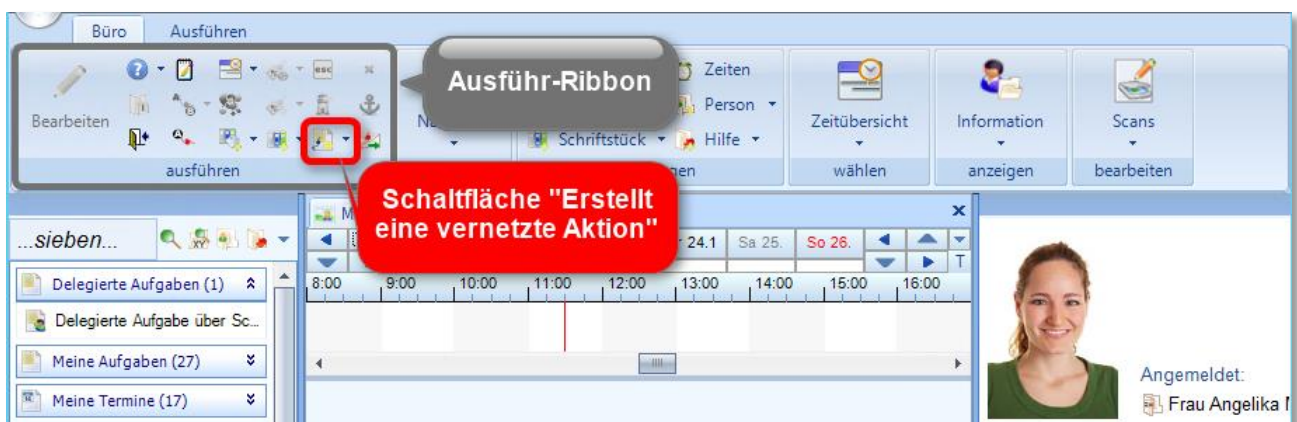 Büro Ausführen
esc
Ausführ-Ribbon
Zeiten
Bearbeiten
Person
Zeitübersicht
Information
Scans
Schriftstück
Hilfe
ausführen
wählen
anzeigen
bearbeiten
Schaltfläche "Erstellt
eine vernetzte Aktion"
...sieben...
24.1 Sa 25. So 26.
T
Delegierte Aufgaben (1)
8:00 9:00 10:00 11:00 12:00 13:00 14:00 15:00 16:00
Delegierte Aufgabe über Sc...
Meine Aufgaben (27)
Meine Termine (17)
Angemeldet:
Frau Angelika